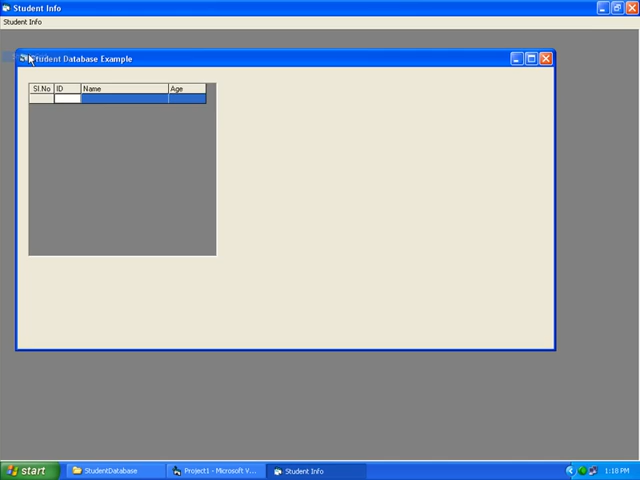 Student Info
Student Info
Student Database Example
Sl.No ID Name Age
start StudentDatabase Project1 - Microsoft V... Student Info 1:18 PM